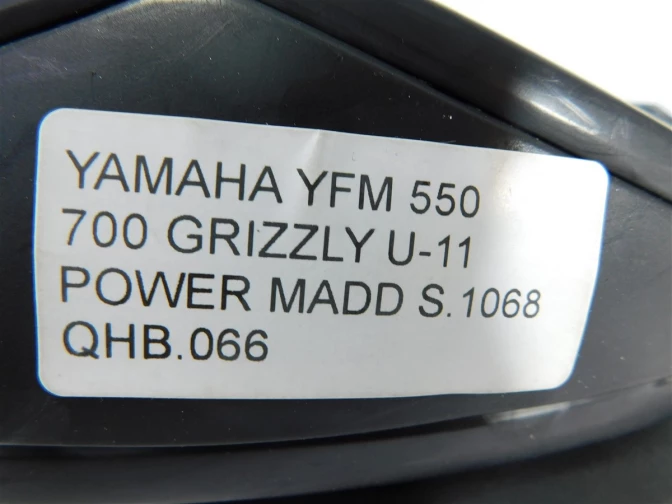 YAMAHA YFM 550
700 GRIZZLY U-11
POWER MADD S.1068
QHB.066